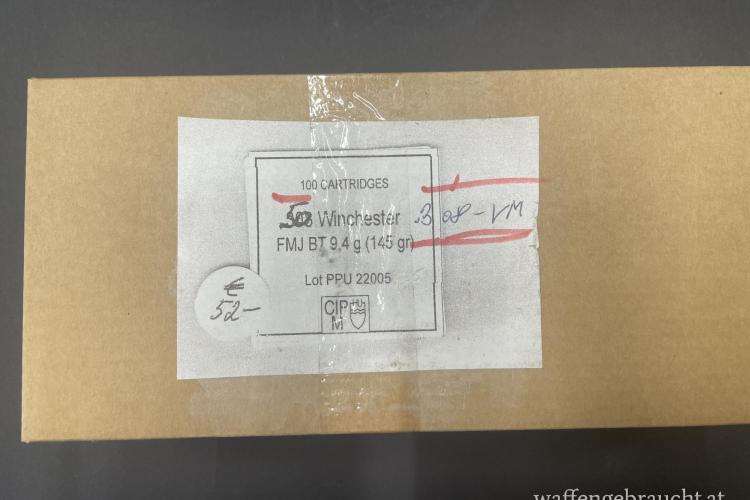 100 CARTRIDGES
Winchester
.308-VM
FMJ BT 9,4 g (145 gr)
Lot PPU 22005
CIP
M
€
52-
waffengebraucht.at